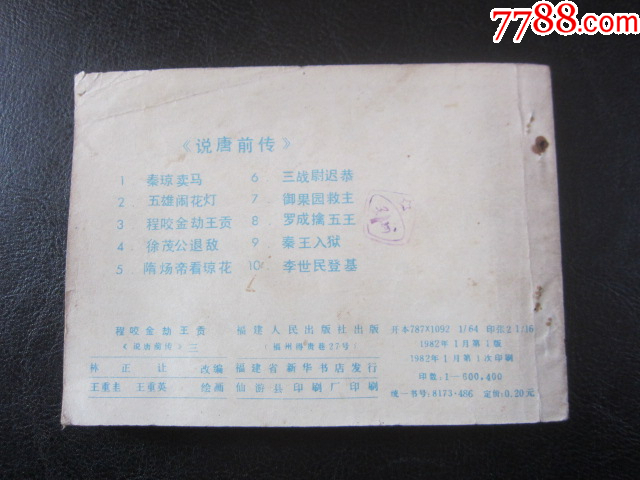 7788.com
《说唐前传》
1 秦琼卖马 6 三战尉迟恭
2 五雄闹花灯 7 御果园救主
3 程咬金劫王贡 8 罗成擒五王
4 徐茂公退敌 9 秦王入狱
5 隋炀帝看琼花 10 李世民登基
程咬金劫王贡
《说唐前传》三
林正让 改编
王重圭 王重英 绘画
福建人民出版社出版
(福州得贵巷27号)
福建省新华书店发行
仙游县印刷厂印刷
开本787×1092 1/64 印张2 1/16
1982年1月第1版
1982年1月第1次印刷
印数:1—600,400
统一书号:8173·486 定价:0.20元